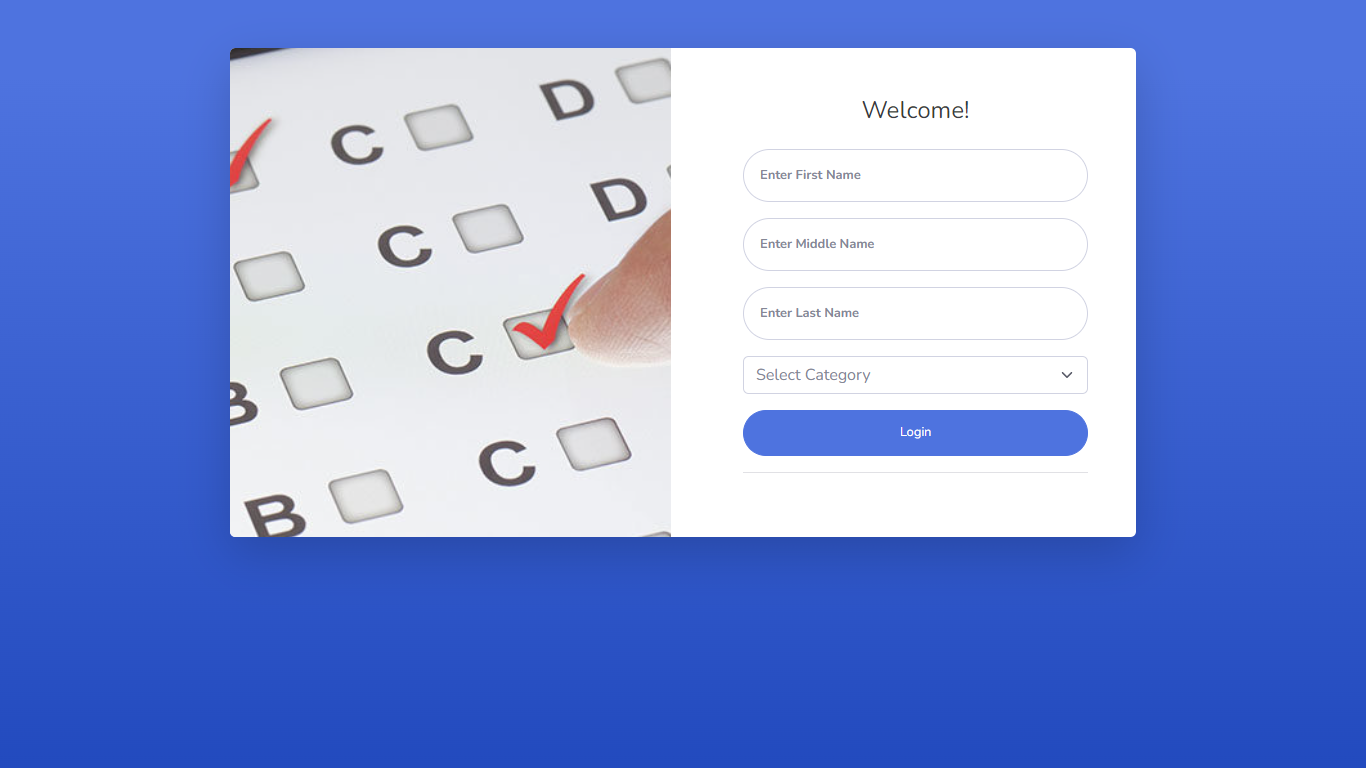 D
C
D
C
C
B
C
B
Welcome!
Enter First Name
Enter Middle Name
Enter Last Name
Select Category
Login